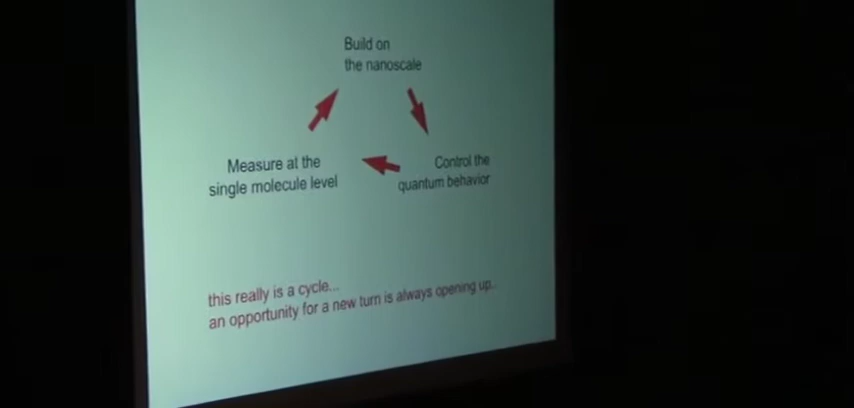 Build on
the nanoscale
Measure at the
single molecule level
Control the
quantum behavior
this really is a cycle...
an opportunity for a new turn is always opening up..